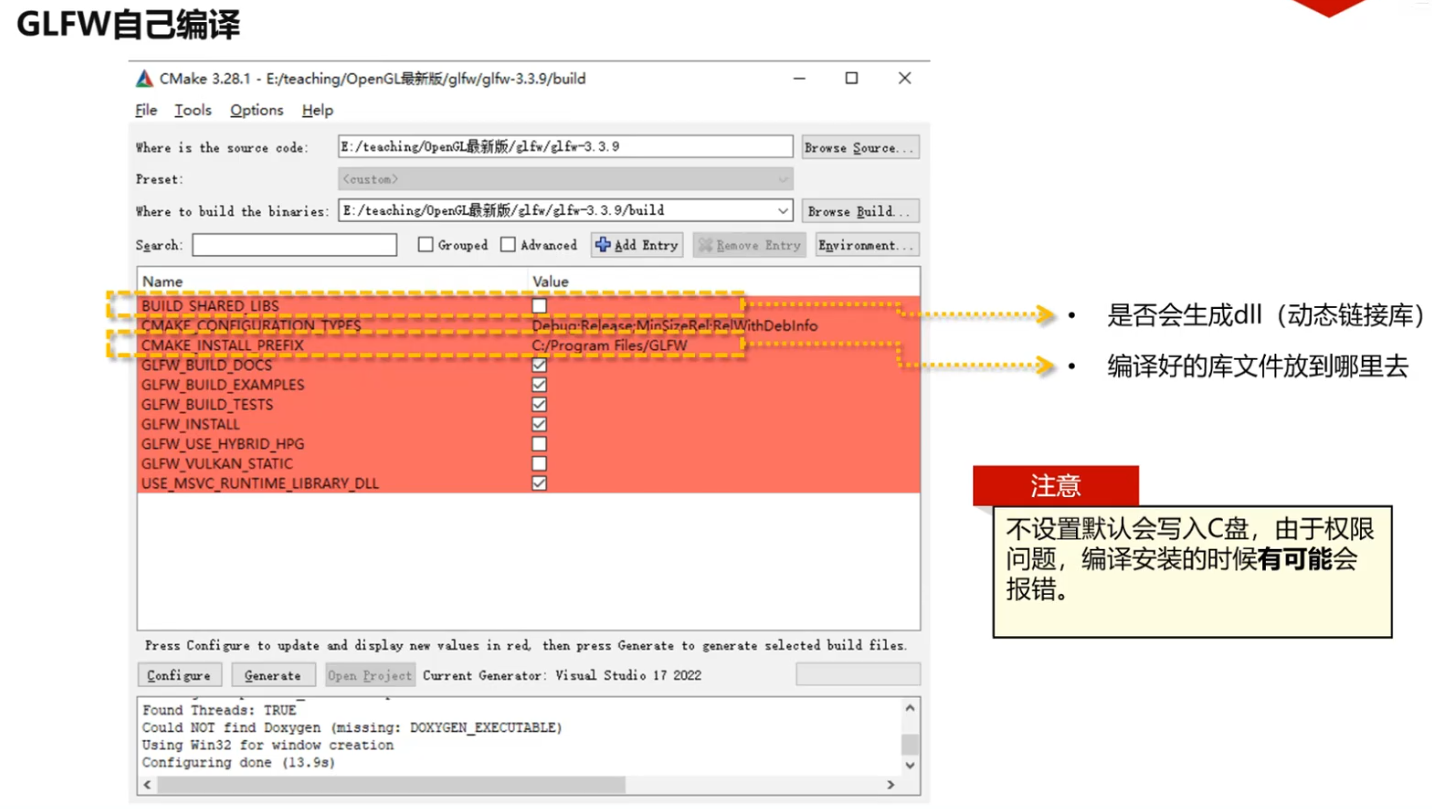 GLFW自己编译
CMake 3.28.1 - E:/teaching/OpenGL最新版/glfw/glfw-3.3.9/build
File Tools Options Help
Where is the source code: E:/teaching/OpenGL最新版/glfw/glfw-3.3.9 Browse Source...
Preset: <custom>
Where to build the binaries: E:/teaching/OpenGL最新版/glfw/glfw-3.3.9/build Browse Build...
Search: Grouped Advanced Add Entry Remove Entry Environment...
Name Value
BUILD_SHARED_LIBS
CMAKE_CONFIGURATION_TYPES Debug;Release;MinSizeRel;RelWithDebInfo
CMAKE_INSTALL_PREFIX C:/Program Files/GLFW
GLFW_BUILD_DOCS
GLFW_BUILD_EXAMPLES
GLFW_BUILD_TESTS
GLFW_INSTALL
GLFW_USE_HYBRID_HPG
GLFW_VULKAN_STATIC
USE_MSVC_RUNTIME_LIBRARY_DLL
• 是否会生成dll（动态链接库）
• 编译好的库文件放到哪里去
注意
不设置默认会写入C盘，由于权限
问题，编译安装的时候有可能会
报错。
Press Configure to update and display new values in red, then press Generate to generate selected build files.
Configure Generate Open Project Current Generator: Visual Studio 17 2022
Found Threads: TRUE
Could NOT find Doxygen (missing: DOXYGEN_EXECUTABLE)
Using Win32 for window creation
Configuring done (13.9s)